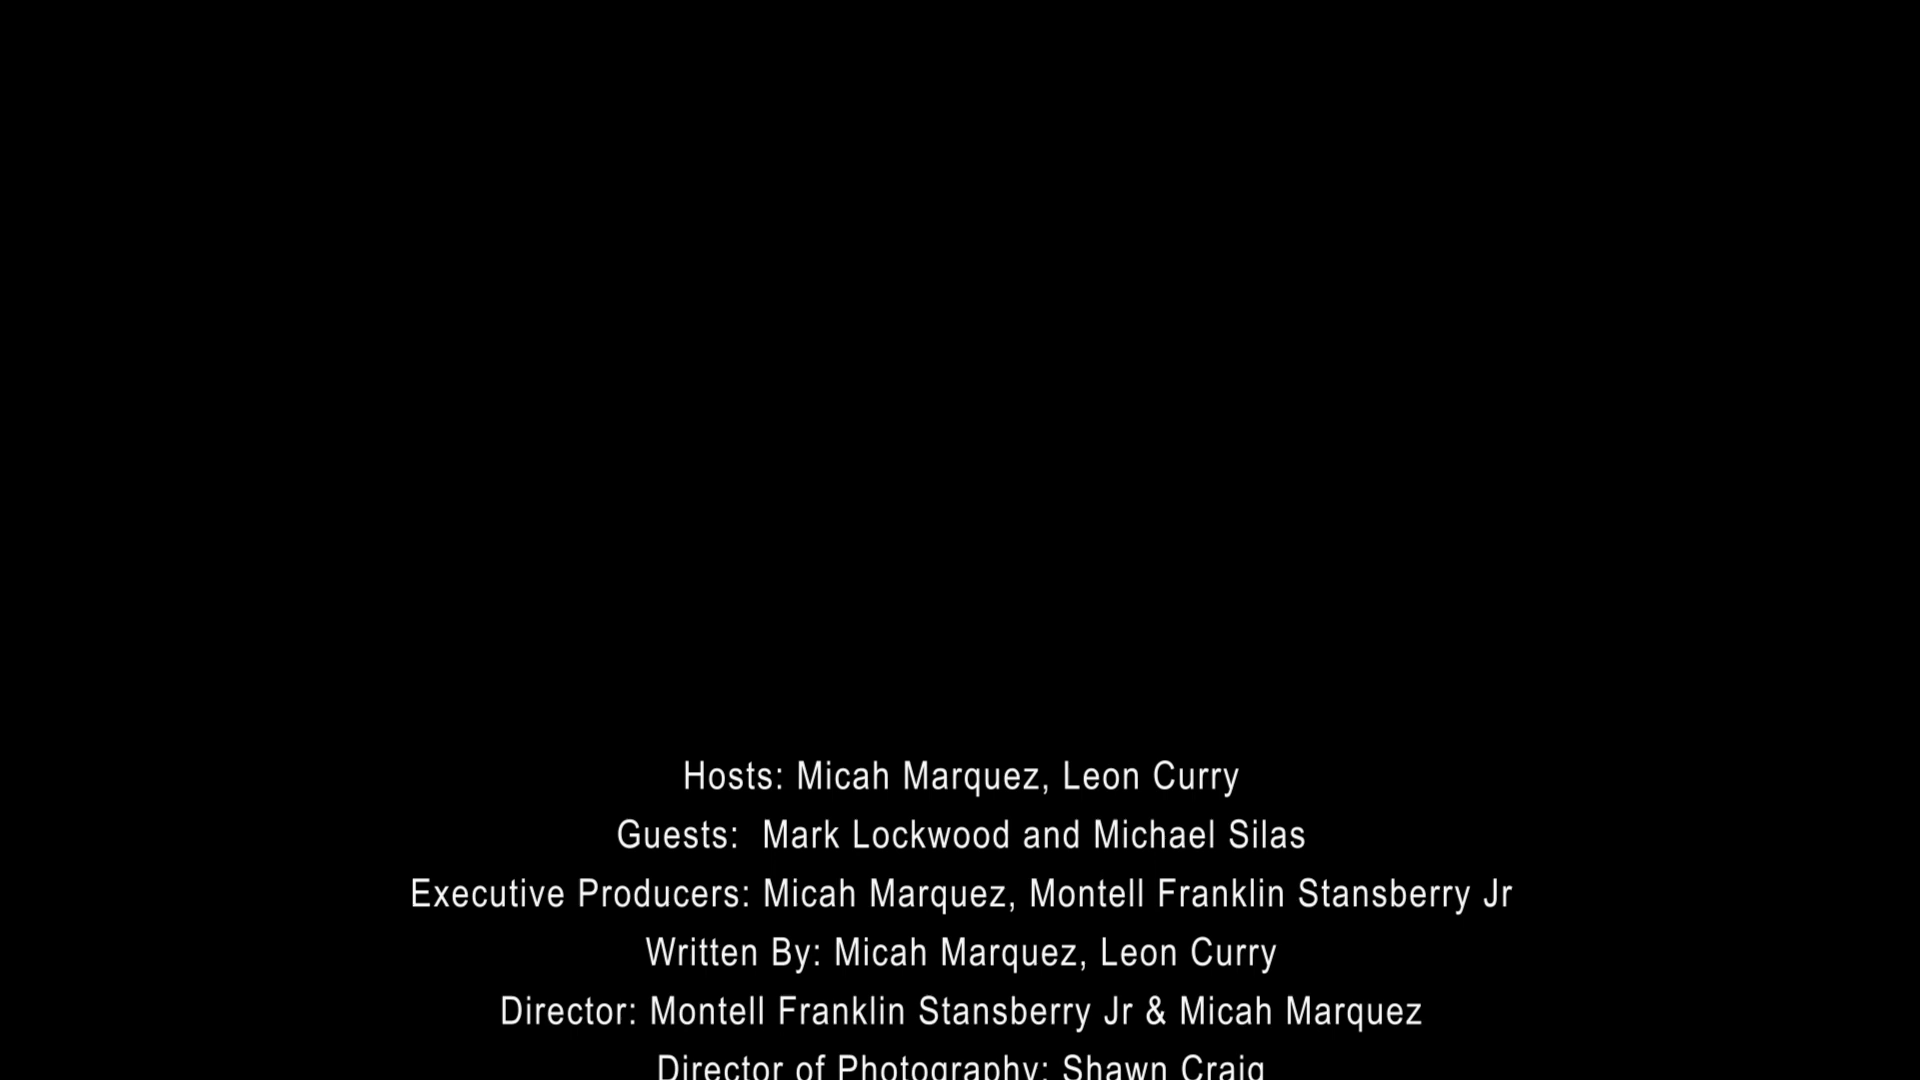 Hosts: Micah Marquez, Leon Curry
Guests:  Mark Lockwood and Michael Silas
Executive Producers: Micah Marquez, Montell Franklin Stansberry Jr
Written By: Micah Marquez, Leon Curry
Director: Montell Franklin Stansberry Jr & Micah Marquez
Director of Photography: Shawn Craig